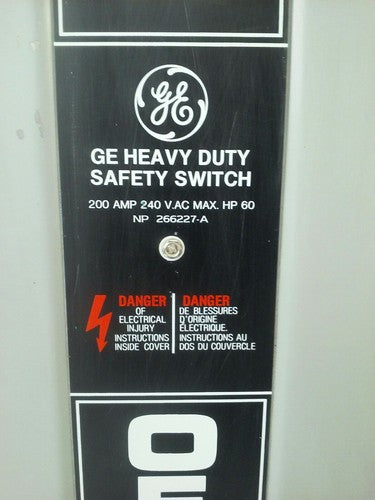 GE
GE HEAVY DUTY
SAFETY SWITCH
200 AMP 240 V.AC MAX. HP 60
NP 266227-A
DANGER
OF
ELECTRICAL
INJURY
INSTRUCTIONS
INSIDE COVER
DANGER
DE BLESSURES
D'ORIGINE
ÉLECTRIQUE.
INSTRUCTIONS AU
DOS DU COUVERCLE
O